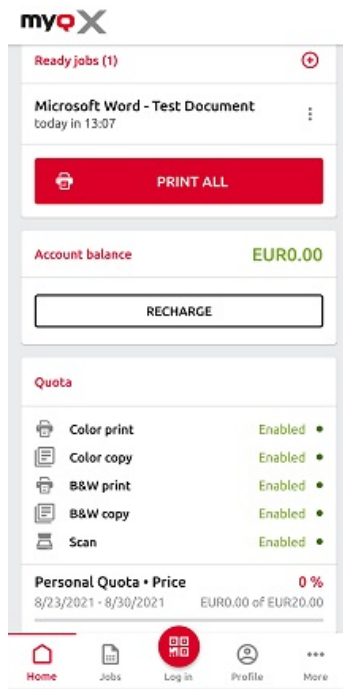 myQ X
Ready jobs (1)
Microsoft Word - Test Document
today in 13:07
PRINT ALL
Account balance EUR0.00
RECHARGE
Quota
Color print Enabled
Color copy Enabled
B&W print Enabled
B&W copy Enabled
Scan Enabled
Personal Quota • Price 0 %
8/23/2021 - 8/30/2021 EUR0.00 of EUR20.00
Home Jobs Log in Profile More